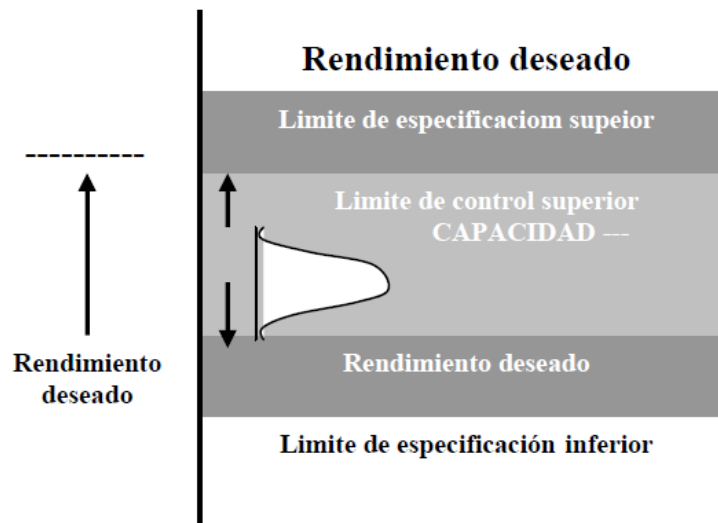 Rendimiento deseado
Limite de especificaciom supeior
----------
Limite de control superior
CAPACIDAD ---
Rendimiento
deseado
Rendimiento deseado
Limite de especificación inferior